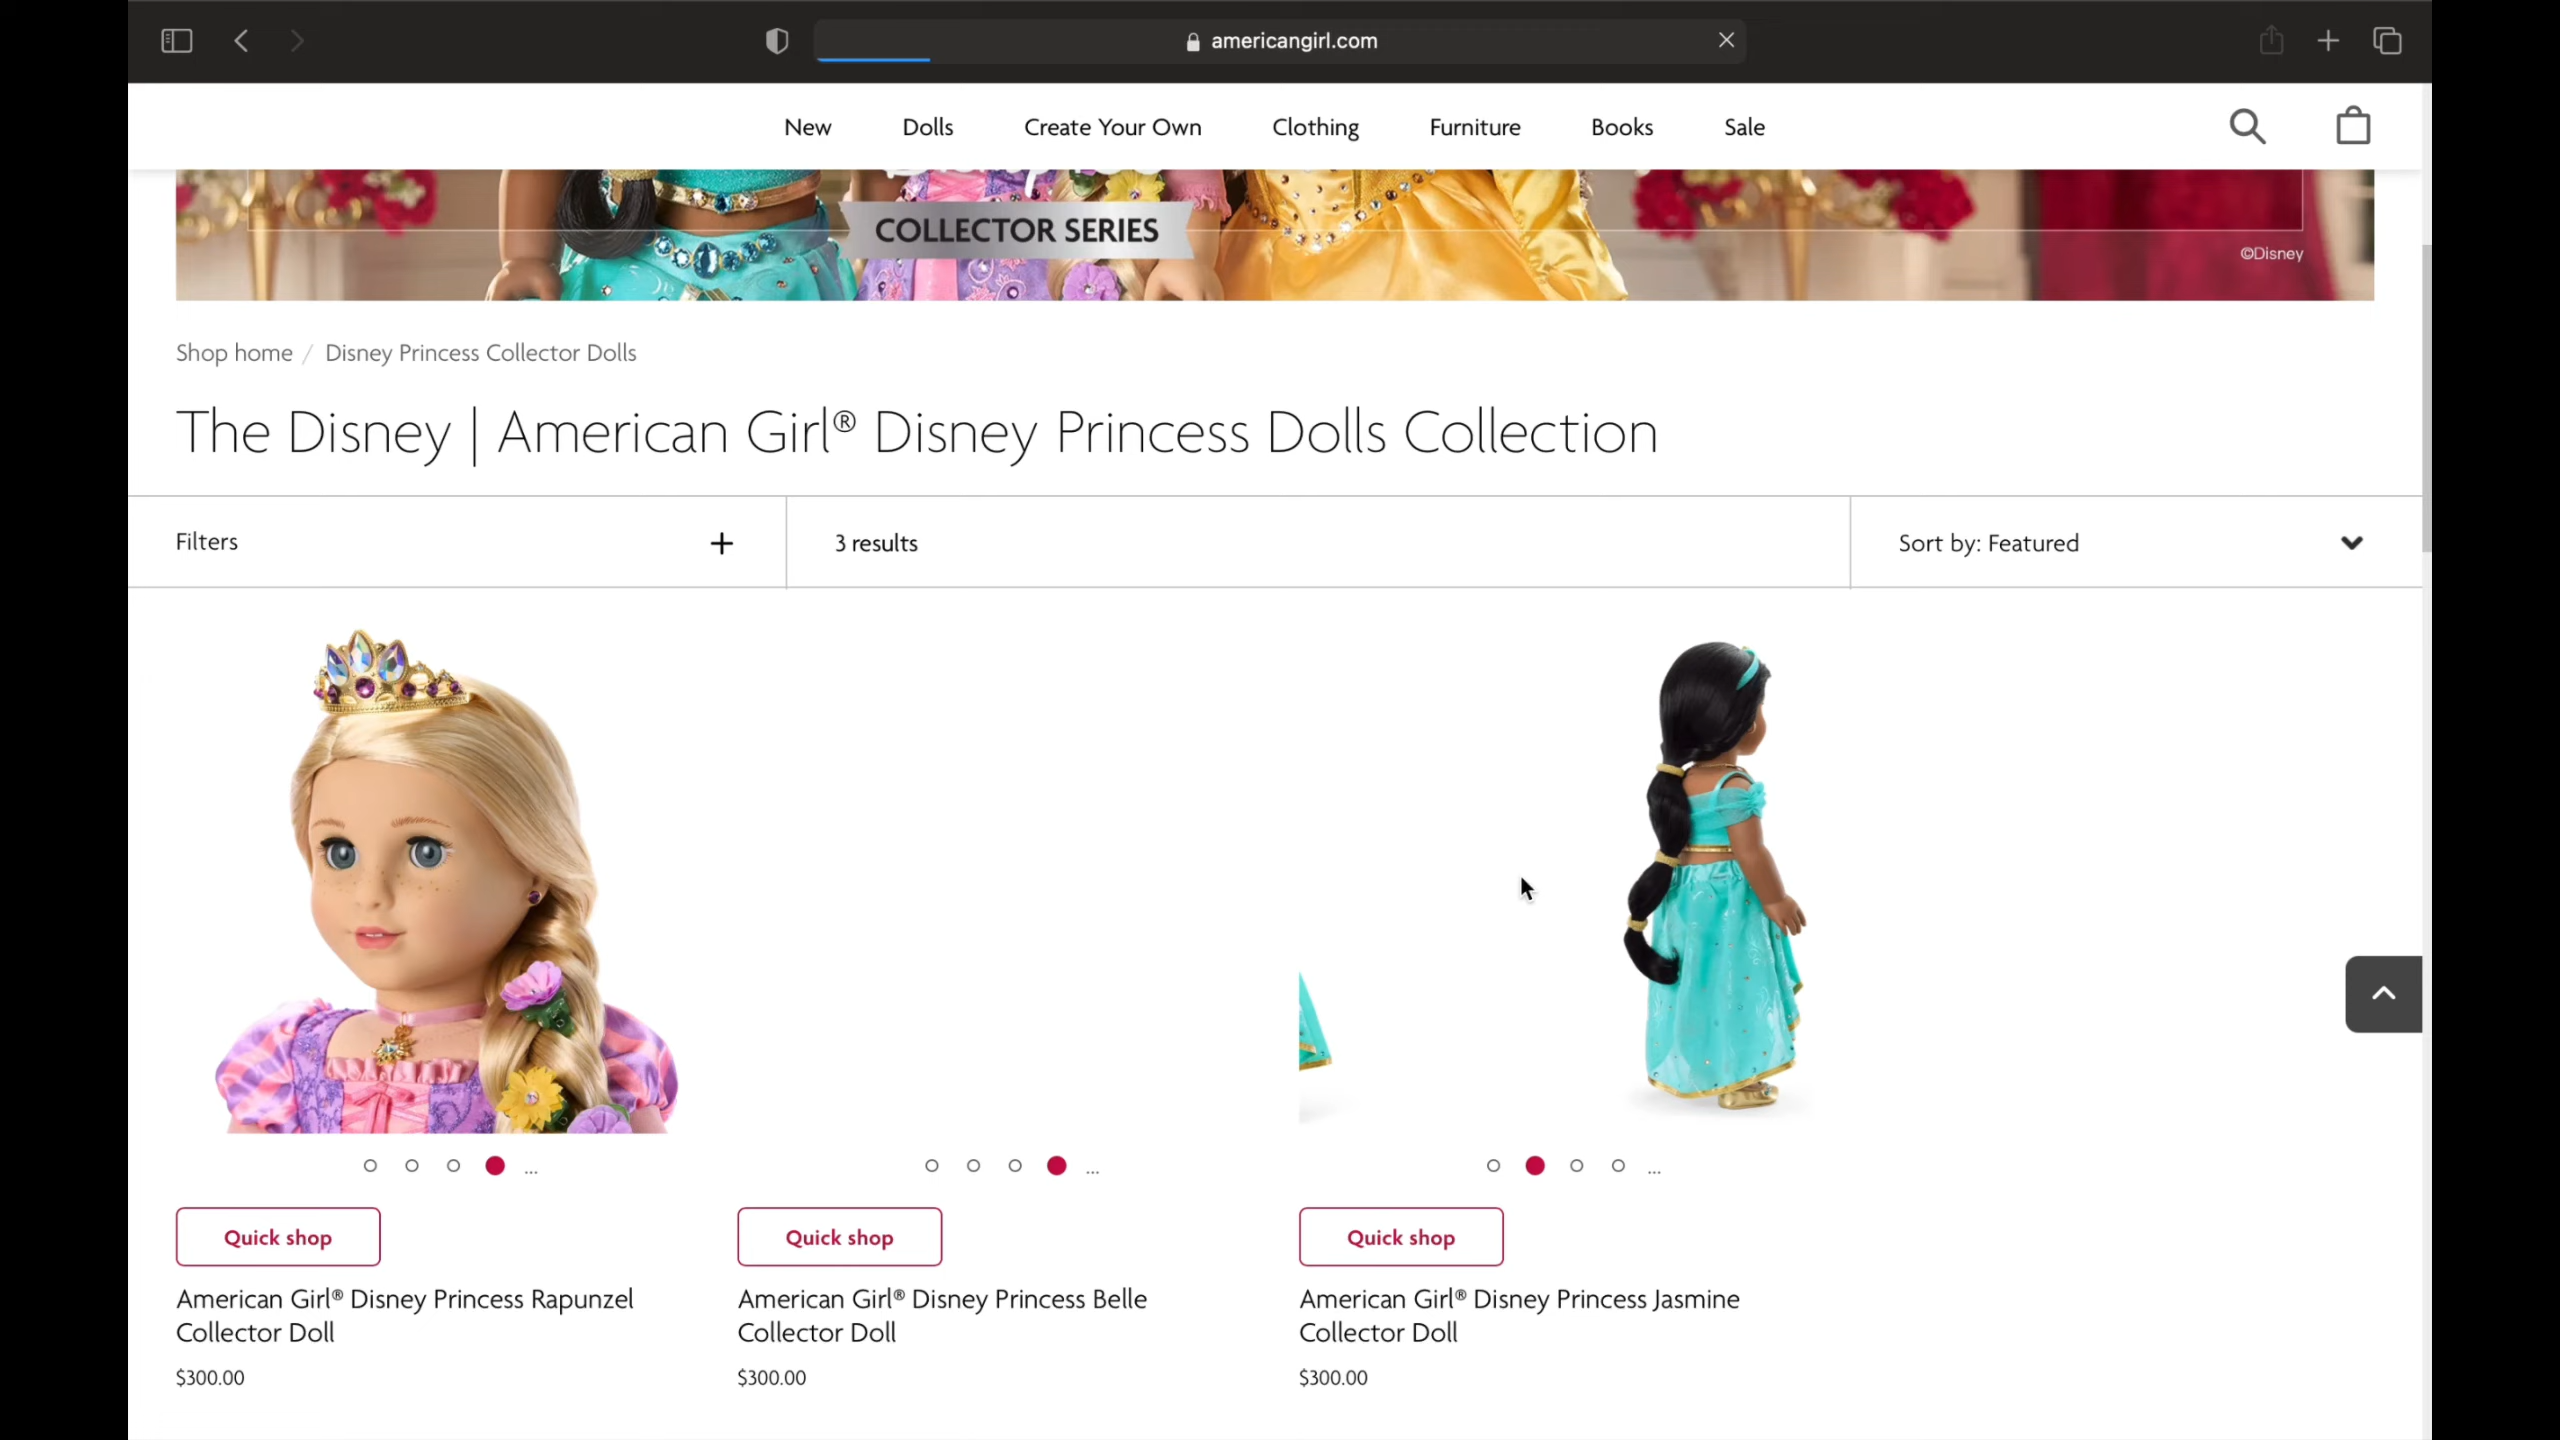 americangirl.com
New Dolls Create Your Own Clothing Furniture Books Sale
COLLECTOR SERIES
©Disney
Shop home / Disney Princess Collector Dolls
The Disney | American Girl® Disney Princess Dolls Collection
Filters + 3 results Sort by: Featured
...
...
...
Quick shop
American Girl® Disney Princess Rapunzel
Collector Doll
$300.00
Quick shop
American Girl® Disney Princess Belle
Collector Doll
$300.00
Quick shop
American Girl® Disney Princess Jasmine
Collector Doll
$300.00